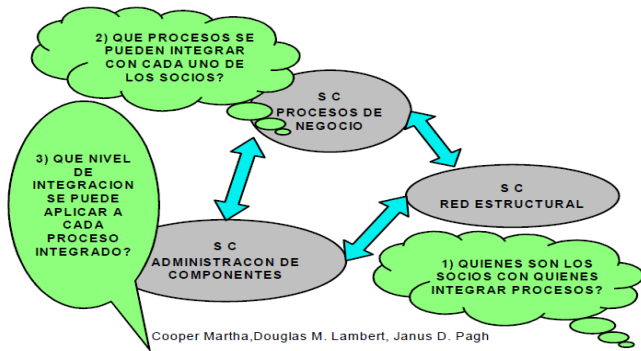 2) QUE PROCESOS SE
PUEDEN INTEGRAR
CON CADA UNO DE
LOS SOCIOS?
S C
PROCESOS DE
NEGOCIO
3) QUE NIVEL
DE
INTEGRACION
SE PUEDE
APLICAR A
CADA
PROCESO
INTEGRADO?
S C
RED ESTRUCTURAL
S C
ADMINISTRACON DE
COMPONENTES
1) QUIENES SON LOS
SOCIOS CON QUIENES
INTEGRAR PROCESOS?
Cooper Martha,Douglas M. Lambert, Janus D. Pagh